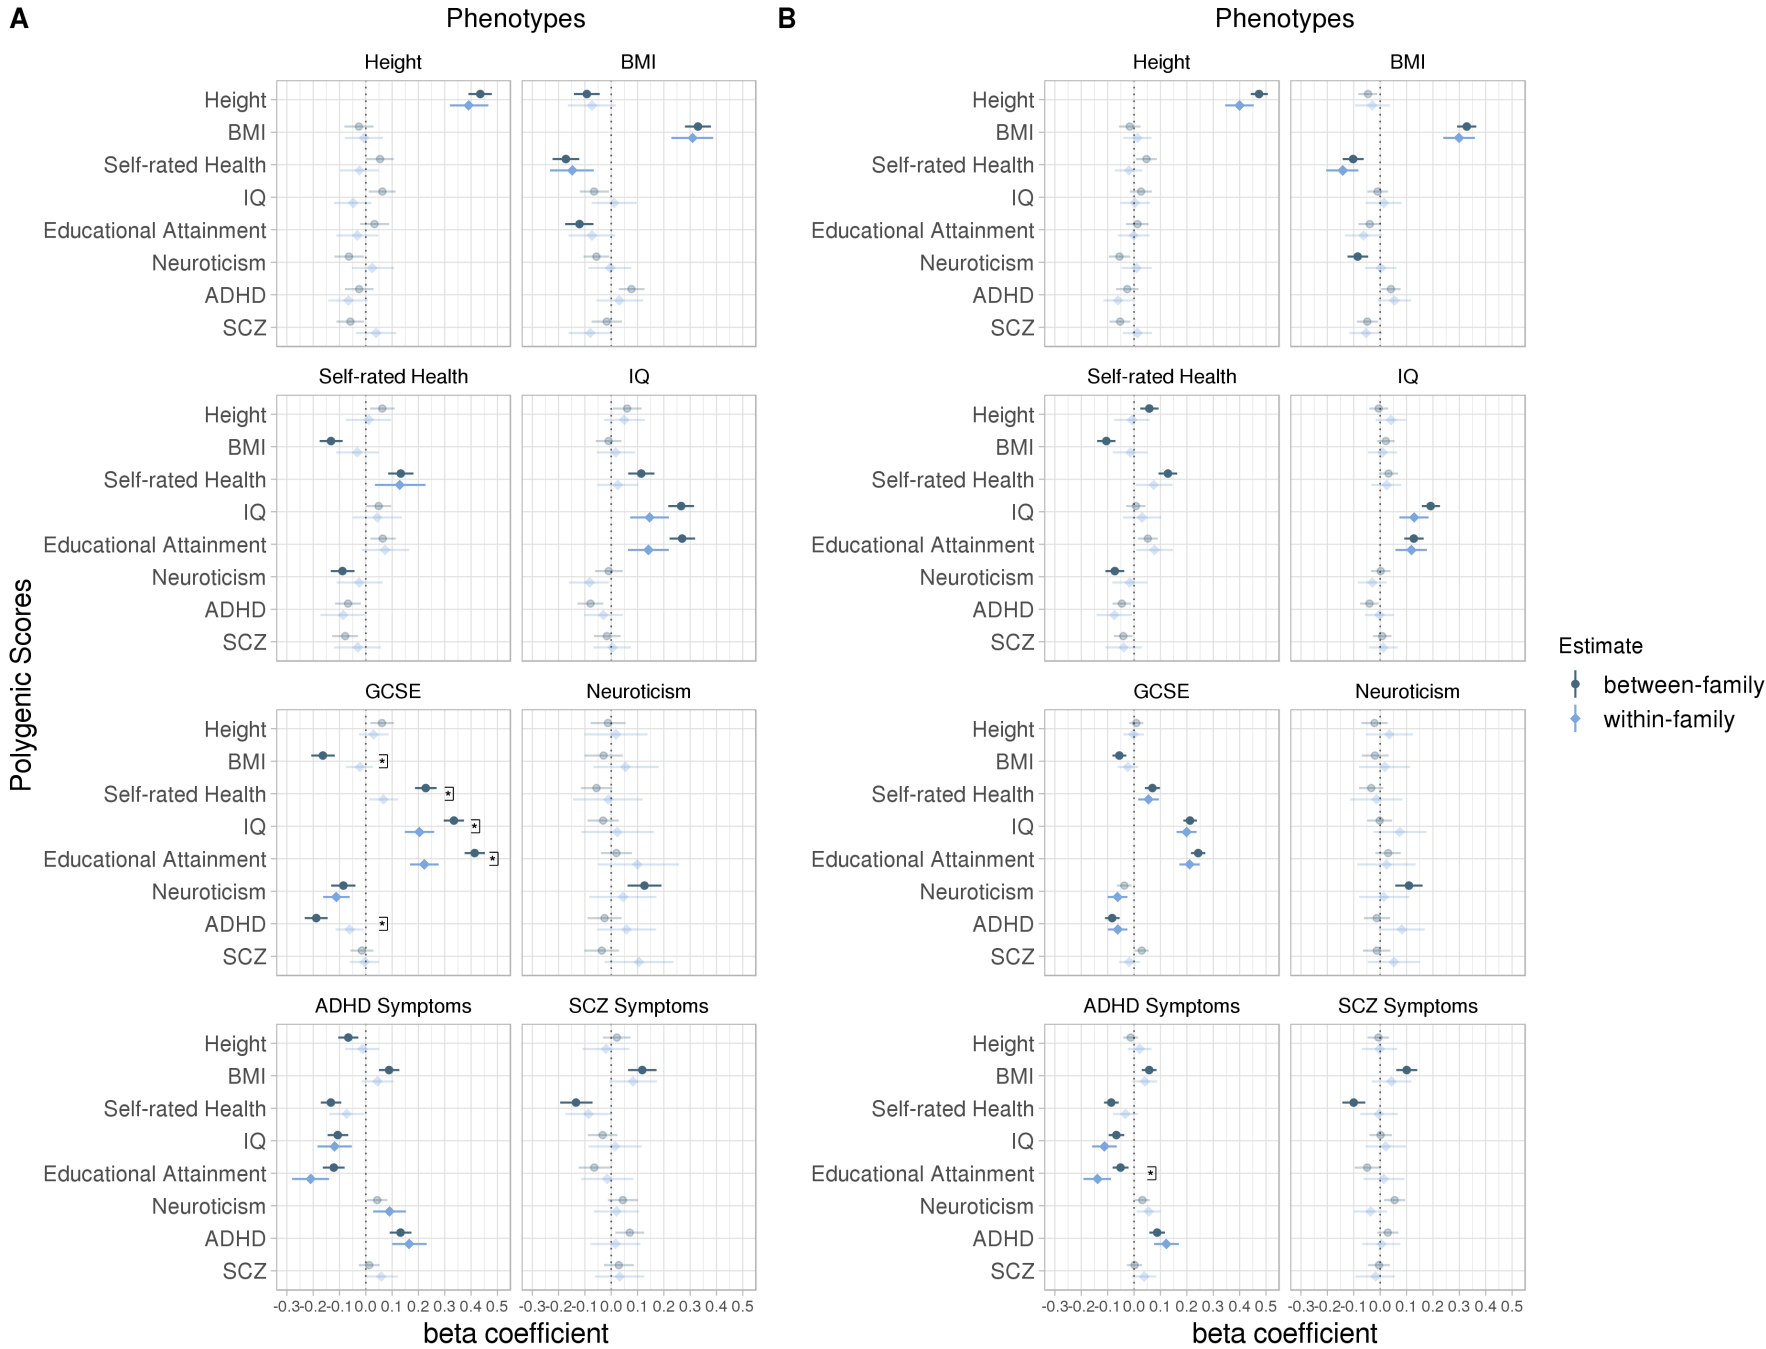 A
Phenotypes
Height
BMI
Height
BMI
Self-rated Health
IQ
Educational Attainment
Neuroticism
ADHD
SCZ
Self-rated Health
IQ
Height
BMI
Self-rated Health
IQ
Educational Attainment
Neuroticism
ADHD
SCZ
GCSE
Neuroticism
Height
BMI
*
Self-rated Health
*
IQ
*
Educational Attainment
*
Neuroticism
ADHD
*
SCZ
ADHD Symptoms
SCZ Symptoms
Height
BMI
Self-rated Health
IQ
Educational Attainment
Neuroticism
ADHD
SCZ
-0.3-0.2-0.1 0.0 0.1 0.2 0.3 0.4 0.5
-0.3-0.2-0.1 0.0 0.1 0.2 0.3 0.4 0.5
beta coefficient
Polygenic Scores
B
Phenotypes
Height
BMI
Height
BMI
Self-rated Health
IQ
Educational Attainment
Neuroticism
ADHD
SCZ
Self-rated Health
IQ
Height
BMI
Self-rated Health
IQ
Educational Attainment
Neuroticism
ADHD
SCZ
GCSE
Neuroticism
Height
BMI
Self-rated Health
IQ
Educational Attainment
Neuroticism
ADHD
SCZ
ADHD Symptoms
SCZ Symptoms
Height
BMI
Self-rated Health
IQ
Educational Attainment
*
Neuroticism
ADHD
SCZ
-0.3-0.2-0.1 0.0 0.1 0.2 0.3 0.4 0.5
-0.3-0.2-0.1 0.0 0.1 0.2 0.3 0.4 0.5
beta coefficient
Estimate
between-family
within-family